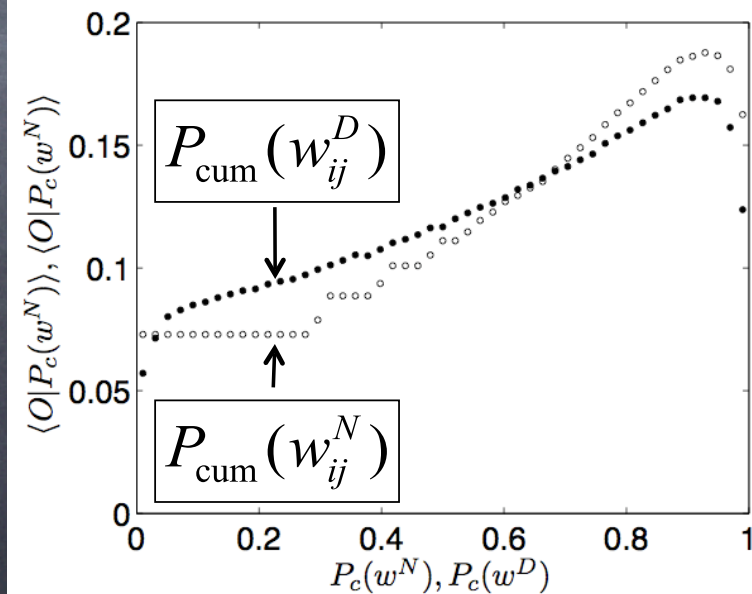 0.2
0.15
0.1
0.05
0
⟨O|P_c(w^N)⟩, ⟨O|P_c(w^N)⟩
P_cum(w_ij^D)
P_cum(w_ij^N)
0 0.2 0.4 0.6 0.8 1
P_c(w^N), P_c(w^D)